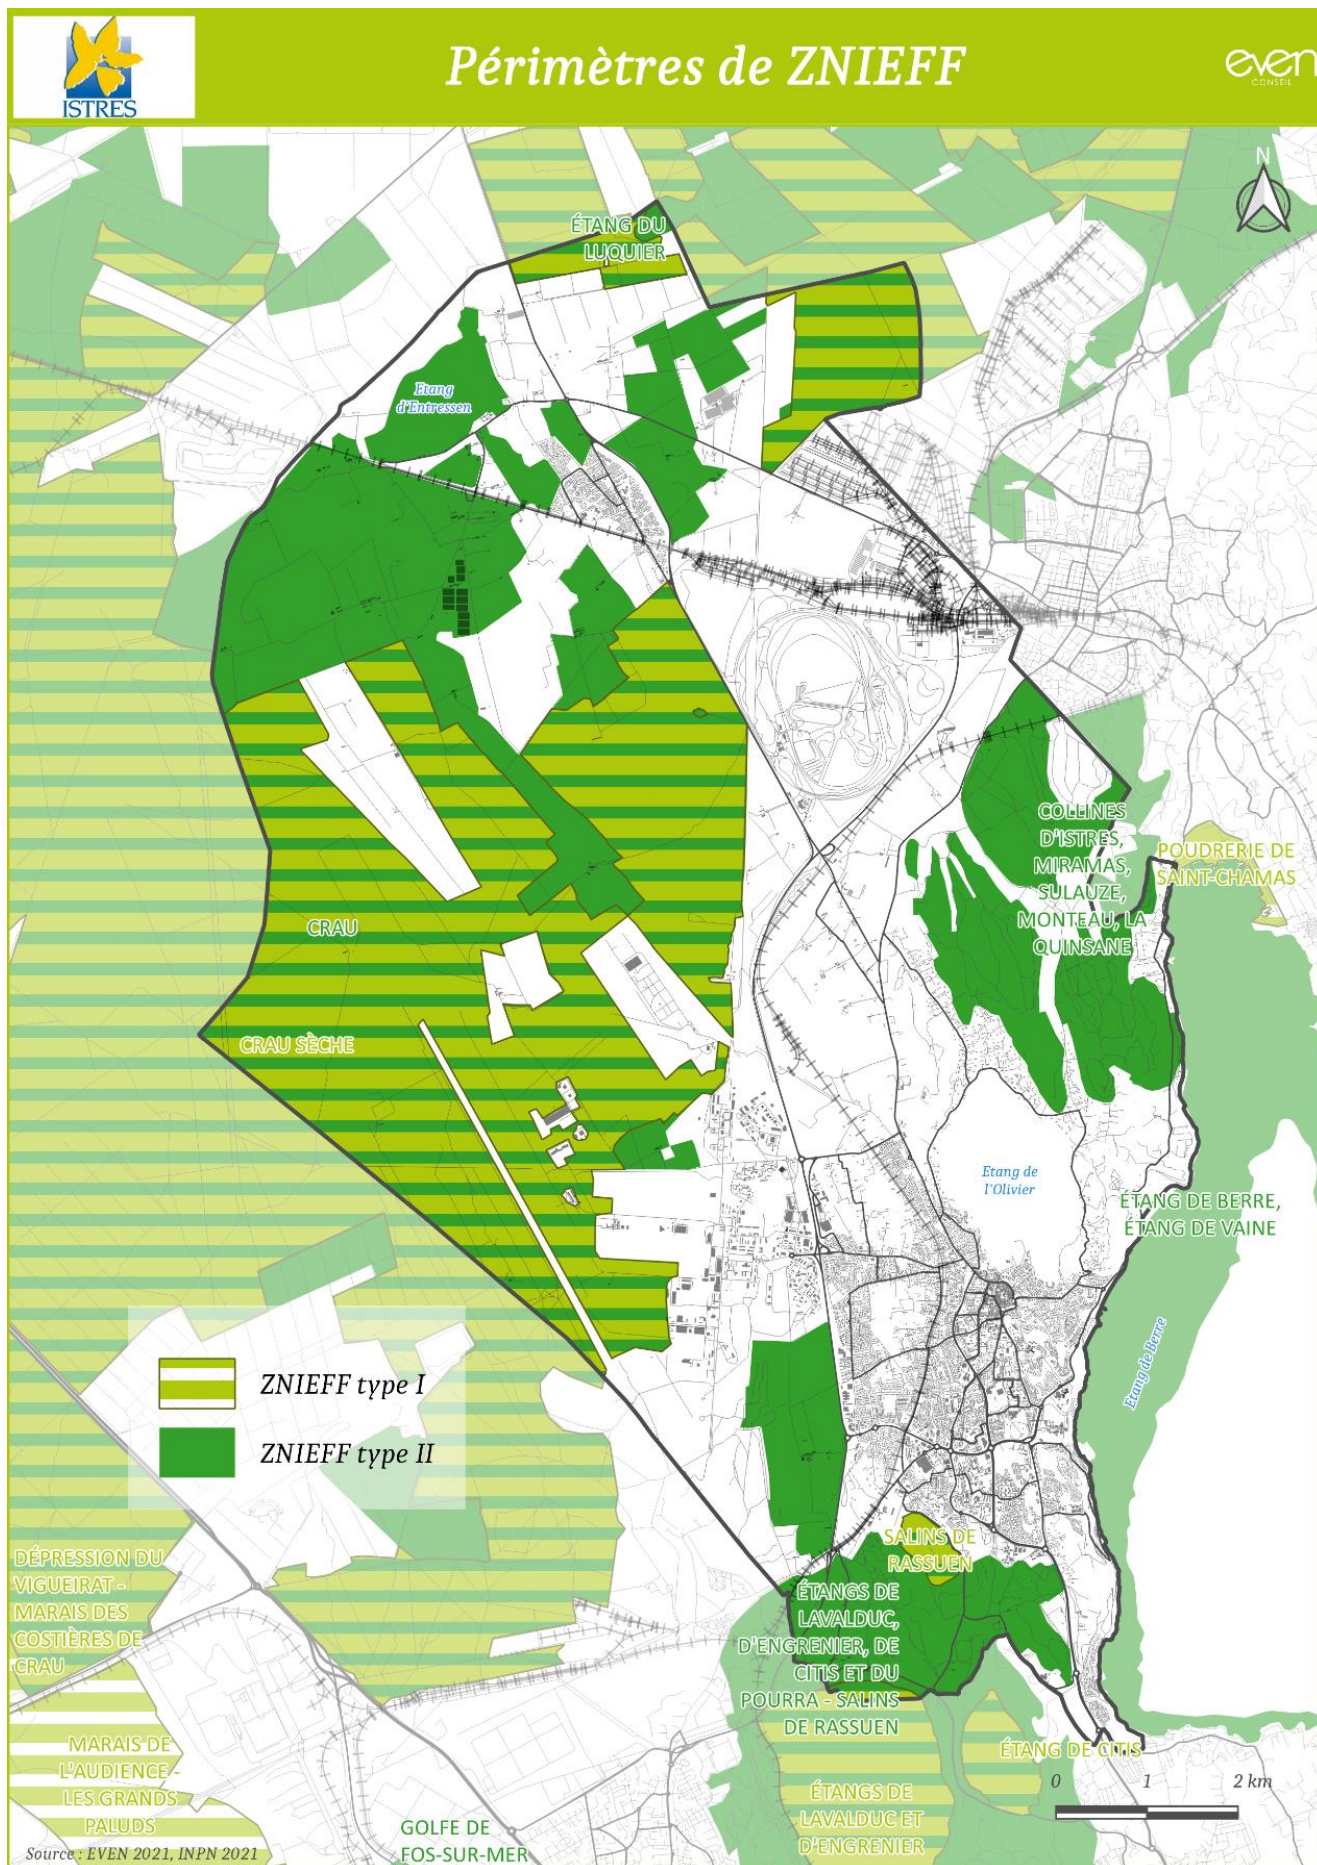 Périmètres de ZNIEFF
ISTRES
even
CONSEIL
N
ÉTANG DU
LUQUIER
Etang
d'Entressen
COLLINES
D'ISTRES,
MIRAMAS,
SULAUZE,
MONTEAU, LA
QUINSANE
POUDRERIE DE
SAINT-CHAMAS
CRAU
CRAU SÈCHE
Etang de
l'Olivier
ÉTANG DE BERRE,
ÉTANG DE VAINE
Etang de Berre
ZNIEFF type I
ZNIEFF type II
SALINS DE
RASSUEN
DÉPRESSION DU
VIGUEIRAT -
MARAIS DES
COSTIÈRES DE
CRAU
ÉTANGS DE
LAVALDUC,
D'ENGRENIER, DE
CITIS ET DU
POURRA - SALINS
DE RASSUEN
MARAIS DE
L'AUDIENCE -
LES GRANDS
PALUDS
ÉTANG DE CITIS
0 1 2 km
ÉTANGS DE
LAVALDUC ET
D'ENGRENIER
GOLFE DE
FOS-SUR-MER
Source : EVEN 2021, INPN 2021